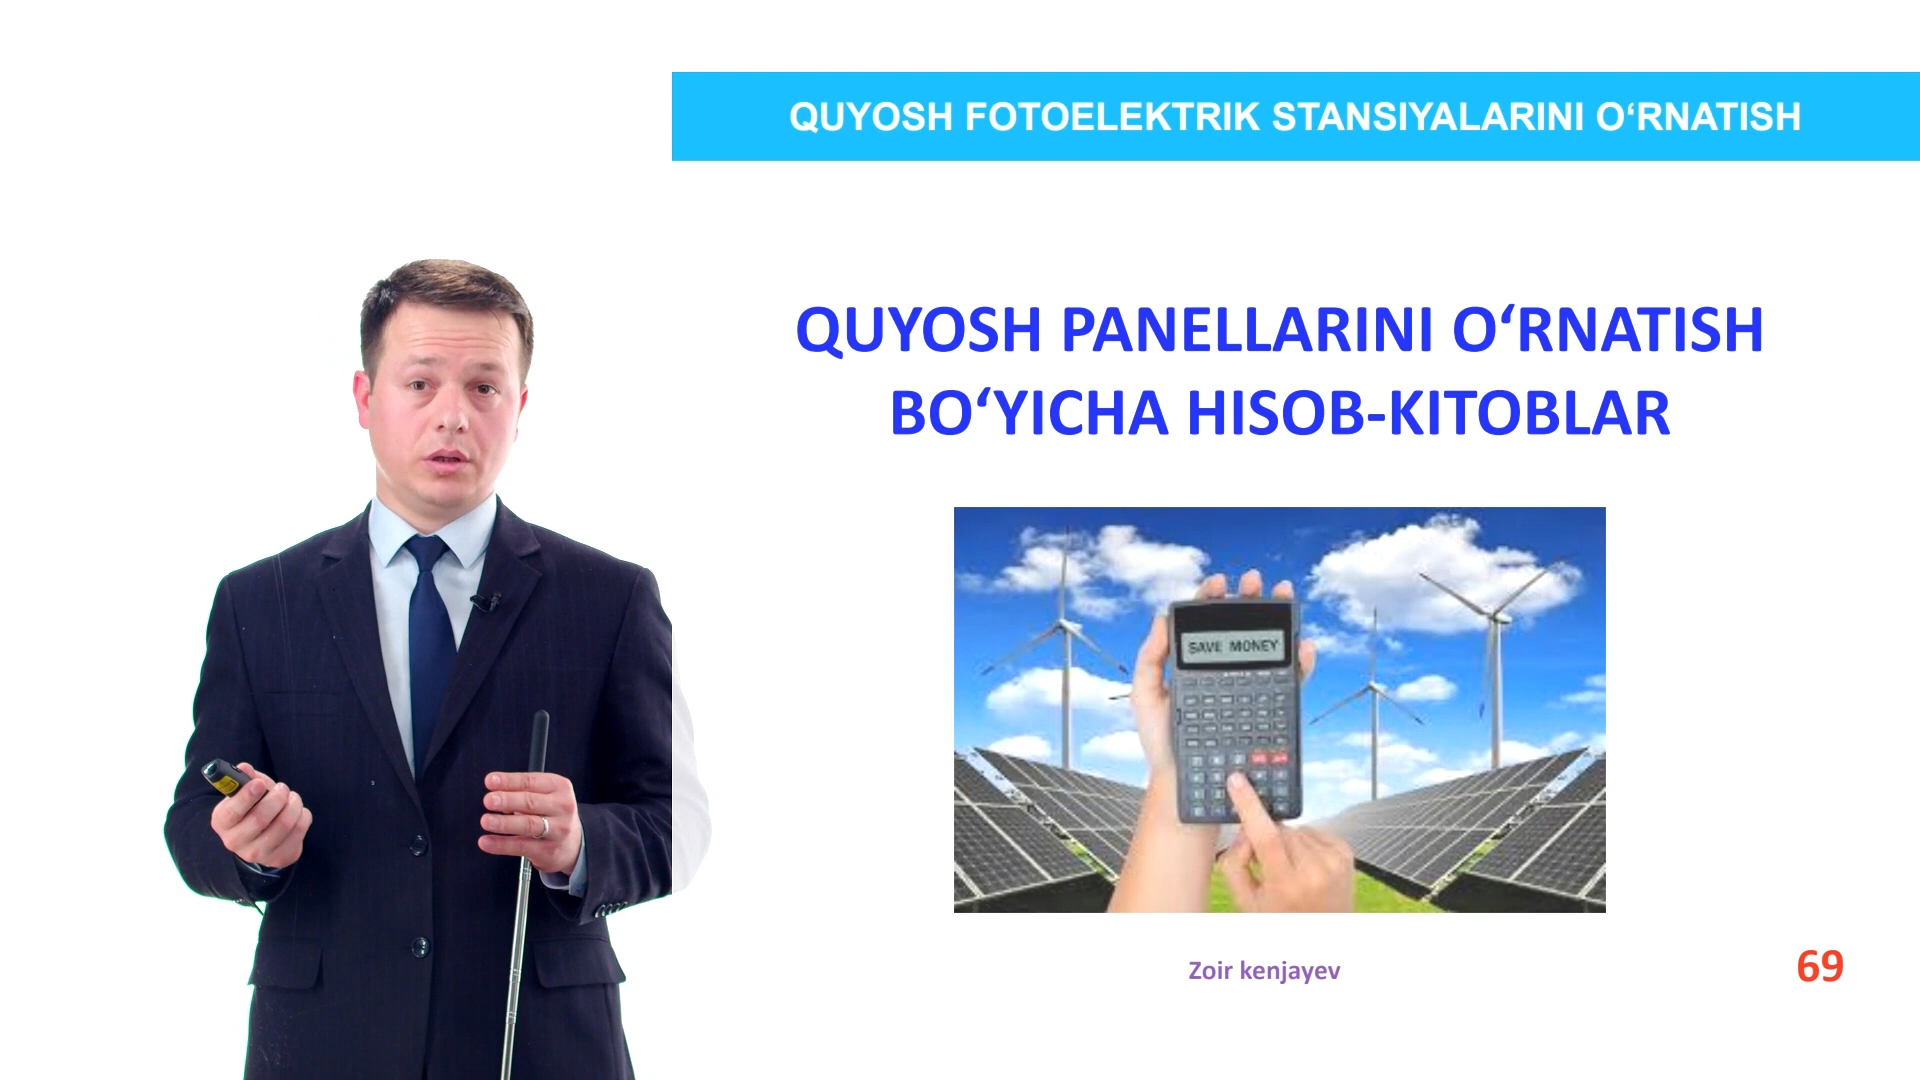 QUYOSH FOTOELEKTRIK STANSIYALARINI O‘RNATISH
QUYOSH PANELLARINI O‘RNATISH
BO‘YICHA HISOB-KITOBLAR
SAVE MONEY
Zoir kenjayev
69